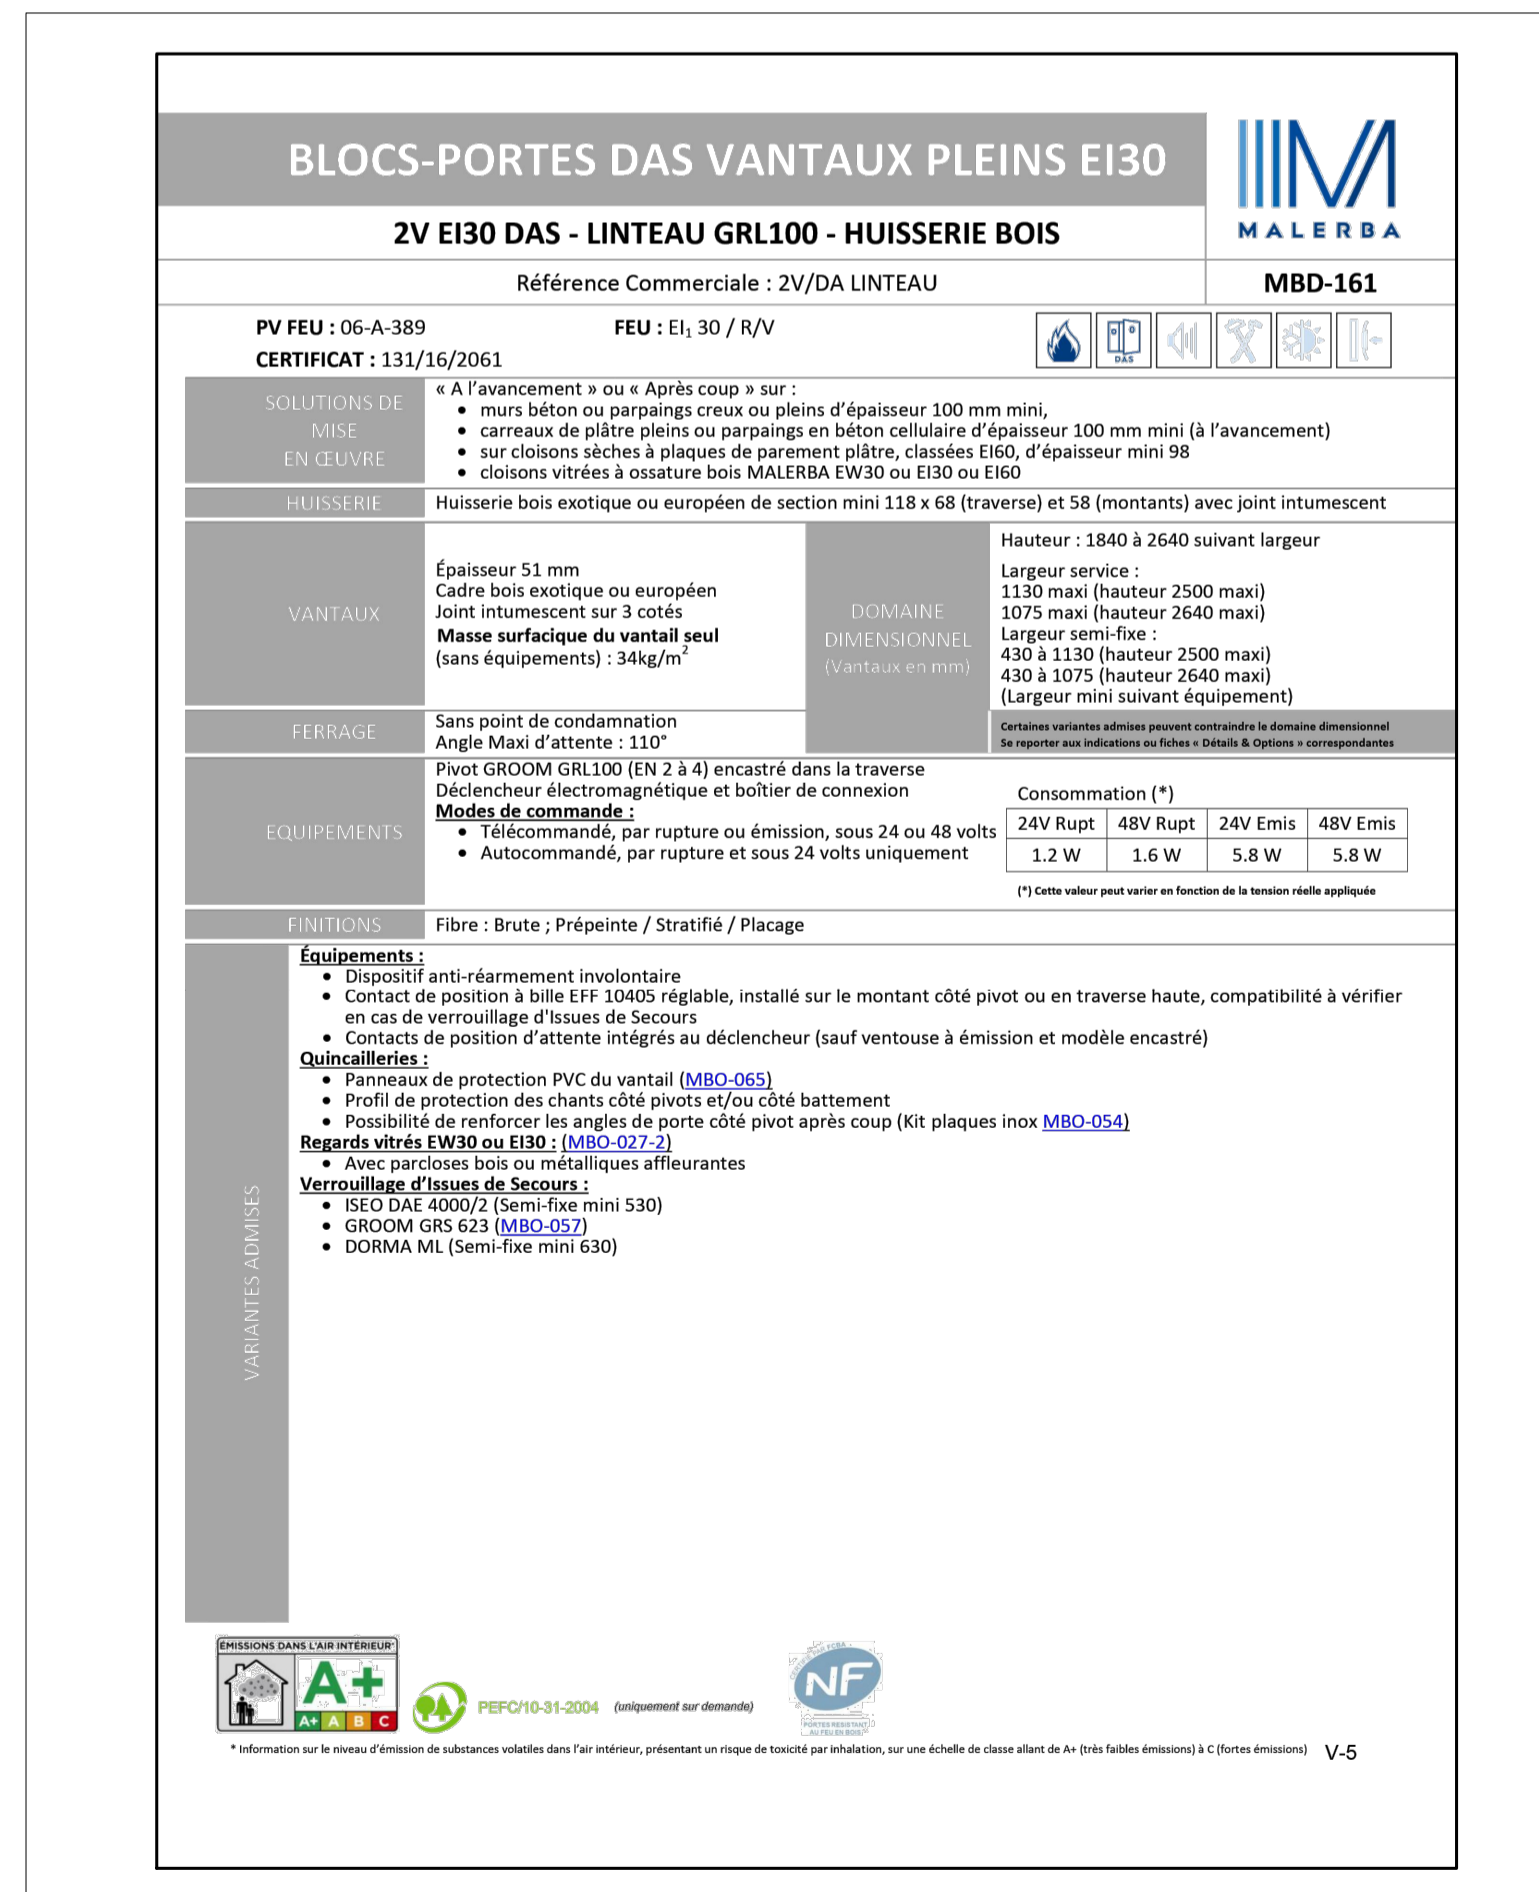 BLOCS-PORTES DAS VANTAUX PLEINS EI30
MALERBA
2V EI30 DAS - LINTEAU GRL100 - HUISSERIE BOIS
Référence Commerciale : 2V/DA LINTEAU
MBD-161
PV FEU : 06-A-389
FEU : EI₁ 30 / R/V
CERTIFICAT : 131/16/2061
DAS
SOLUTIONS DE
MISE
EN ŒUVRE
« A l’avancement » ou « Après coup » sur :
• murs béton ou parpaings creux ou pleins d’épaisseur 100 mm mini,
• carreaux de plâtre pleins ou parpaings en béton cellulaire d’épaisseur 100 mm mini (à l’avancement)
• sur cloisons sèches à plaques de parement plâtre, classées EI60, d’épaisseur mini 98
• cloisons vitrées à ossature bois MALERBA EW30 ou EI30 ou EI60
HUISSERIE
Huisserie bois exotique ou européen de section mini 118 x 68 (traverse) et 58 (montants) avec joint intumescent
VANTAUX
Épaisseur 51 mm
Cadre bois exotique ou européen
Joint intumescent sur 3 cotés
Masse surfacique du vantail seul
(sans équipements) : 34kg/m²
DOMAINE
DIMENSIONNEL
(Vantaux en mm)
Hauteur : 1840 à 2640 suivant largeur
Largeur service :
1130 maxi (hauteur 2500 maxi)
1075 maxi (hauteur 2640 maxi)
Largeur semi-fixe :
430 à 1130 (hauteur 2500 maxi)
430 à 1075 (hauteur 2640 maxi)
(Largeur mini suivant équipement)
FERRAGE
Sans point de condamnation
Angle Maxi d’attente : 110°
Certaines variantes admises peuvent contraindre le domaine dimensionnel
Se reporter aux indications ou fiches « Détails & Options » correspondantes
EQUIPEMENTS
Pivot GROOM GRL100 (EN 2 à 4) encastré dans la traverse
Déclencheur électromagnétique et boîtier de connexion
Modes de commande :
• Télécommandé, par rupture ou émission, sous 24 ou 48 volts
• Autocommandé, par rupture et sous 24 volts uniquement
Consommation (*)
24V Rupt 48V Rupt 24V Emis 48V Emis
1.2 W 1.6 W 5.8 W 5.8 W
(*) Cette valeur peut varier en fonction de la tension réelle appliquée
FINITIONS
Fibre : Brute ; Prépeinte / Stratifié / Placage
VARIANTES ADMISES
Équipements :
• Dispositif anti-réarmement involontaire
• Contact de position à bille EFF 10405 réglable, installé sur le montant côté pivot ou en traverse haute, compatibilité à vérifier
en cas de verrouillage d'Issues de Secours
• Contacts de position d’attente intégrés au déclencheur (sauf ventouse à émission et modèle encastré)
Quincailleries :
• Panneaux de protection PVC du vantail (MBO-065)
• Profil de protection des chants côté pivots et/ou côté battement
• Possibilité de renforcer les angles de porte côté pivot après coup (Kit plaques inox MBO-054)
Regards vitrés EW30 ou EI30 : (MBO-027-2)
• Avec parcloses bois ou métalliques affleurantes
Verrouillage d’Issues de Secours :
• ISEO DAE 4000/2 (Semi-fixe mini 530)
• GROOM GRS 623 (MBO-057)
• DORMA ML (Semi-fixe mini 630)
ÉMISSIONS DANS L'AIR INTÉRIEUR*
A+
A+ A B C
PEFC/10-31-2004
(uniquement sur demande)
CERTIFIÉ PAR FCBA
NF
PORTES RESISTANT
AU FEU EN BOIS
* Information sur le niveau d’émission de substances volatiles dans l’air intérieur, présentant un risque de toxicité par inhalation, sur une échelle de classe allant de A+ (très faibles émissions) à C (fortes émissions)
V-5